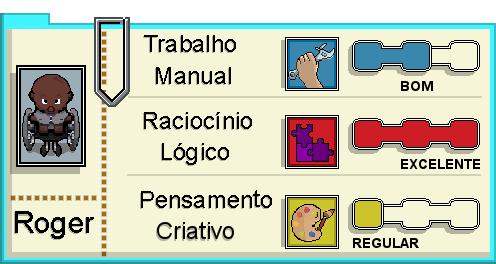 Trabalho
Manual
BOM
Raciocínio
Lógico
EXCELENTE
Pensamento
Criativo
REGULAR
Roger